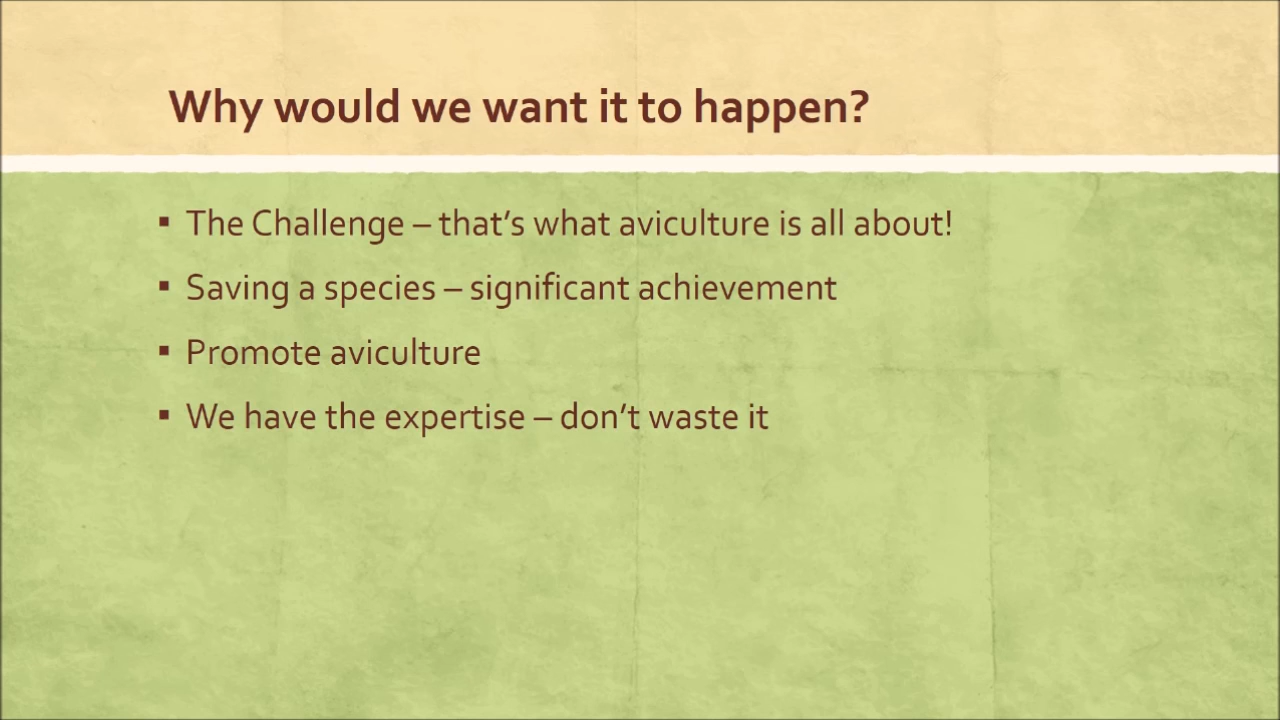 Why would we want it to happen?
▪ The Challenge – that’s what aviculture is all about!
▪ Saving a species – significant achievement
▪ Promote aviculture
▪ We have the expertise – don’t waste it